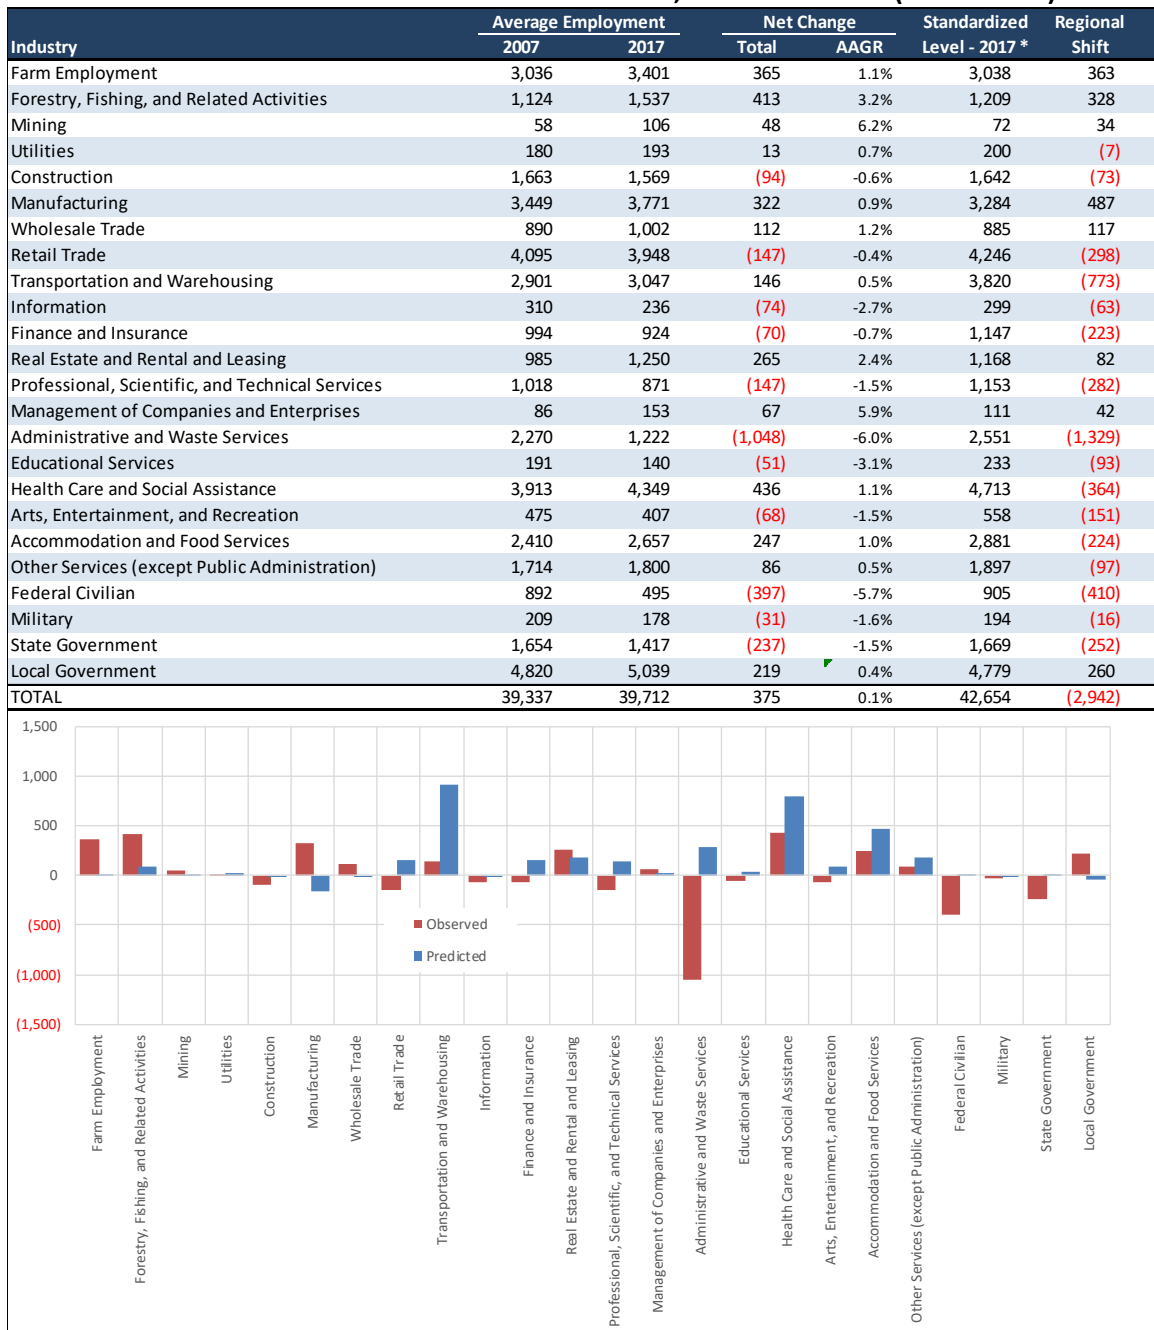 Average Employment Net Change Standardized Regional
Industry 2007 2017 Total AAGR Level - 2017 * Shift
Farm Employment 3,036 3,401 365 1.1% 3,038 363
Forestry, Fishing, and Related Activities 1,124 1,537 413 3.2% 1,209 328
Mining 58 106 48 6.2% 72 34
Utilities 180 193 13 0.7% 200 (7)
Construction 1,663 1,569 (94) -0.6% 1,642 (73)
Manufacturing 3,449 3,771 322 0.9% 3,284 487
Wholesale Trade 890 1,002 112 1.2% 885 117
Retail Trade 4,095 3,948 (147) -0.4% 4,246 (298)
Transportation and Warehousing 2,901 3,047 146 0.5% 3,820 (773)
Information 310 236 (74) -2.7% 299 (63)
Finance and Insurance 994 924 (70) -0.7% 1,147 (223)
Real Estate and Rental and Leasing 985 1,250 265 2.4% 1,168 82
Professional, Scientific, and Technical Services 1,018 871 (147) -1.5% 1,153 (282)
Management of Companies and Enterprises 86 153 67 5.9% 111 42
Administrative and Waste Services 2,270 1,222 (1,048) -6.0% 2,551 (1,329)
Educational Services 191 140 (51) -3.1% 233 (93)
Health Care and Social Assistance 3,913 4,349 436 1.1% 4,713 (364)
Arts, Entertainment, and Recreation 475 407 (68) -1.5% 558 (151)
Accommodation and Food Services 2,410 2,657 247 1.0% 2,881 (224)
Other Services (except Public Administration) 1,714 1,800 86 0.5% 1,897 (97)
Federal Civilian 892 495 (397) -5.7% 905 (410)
Military 209 178 (31) -1.6% 194 (16)
State Government 1,654 1,417 (237) -1.5% 1,669 (252)
Local Government 4,820 5,039 219 0.4% 4,779 260
TOTAL 39,337 39,712 375 0.1% 42,654 (2,942)
1,500
1,000
500
0
(500)
(1,000)
(1,500)
Observed
Predicted
Farm Employment
Forestry, Fishing, and Related Activities
Mining
Utilities
Construction
Manufacturing
Wholesale Trade
Retail Trade
Transportation and Warehousing
Information
Finance and Insurance
Real Estate and Rental and Leasing
Professional, Scientific, and Technical Services
Management of Companies and Enterprises
Administrative and Waste Services
Educational Services
Health Care and Social Assistance
Arts, Entertainment, and Recreation
Accommodation and Food Services
Other Services (except Public Administration)
Federal Civilian
Military
State Government
Local Government